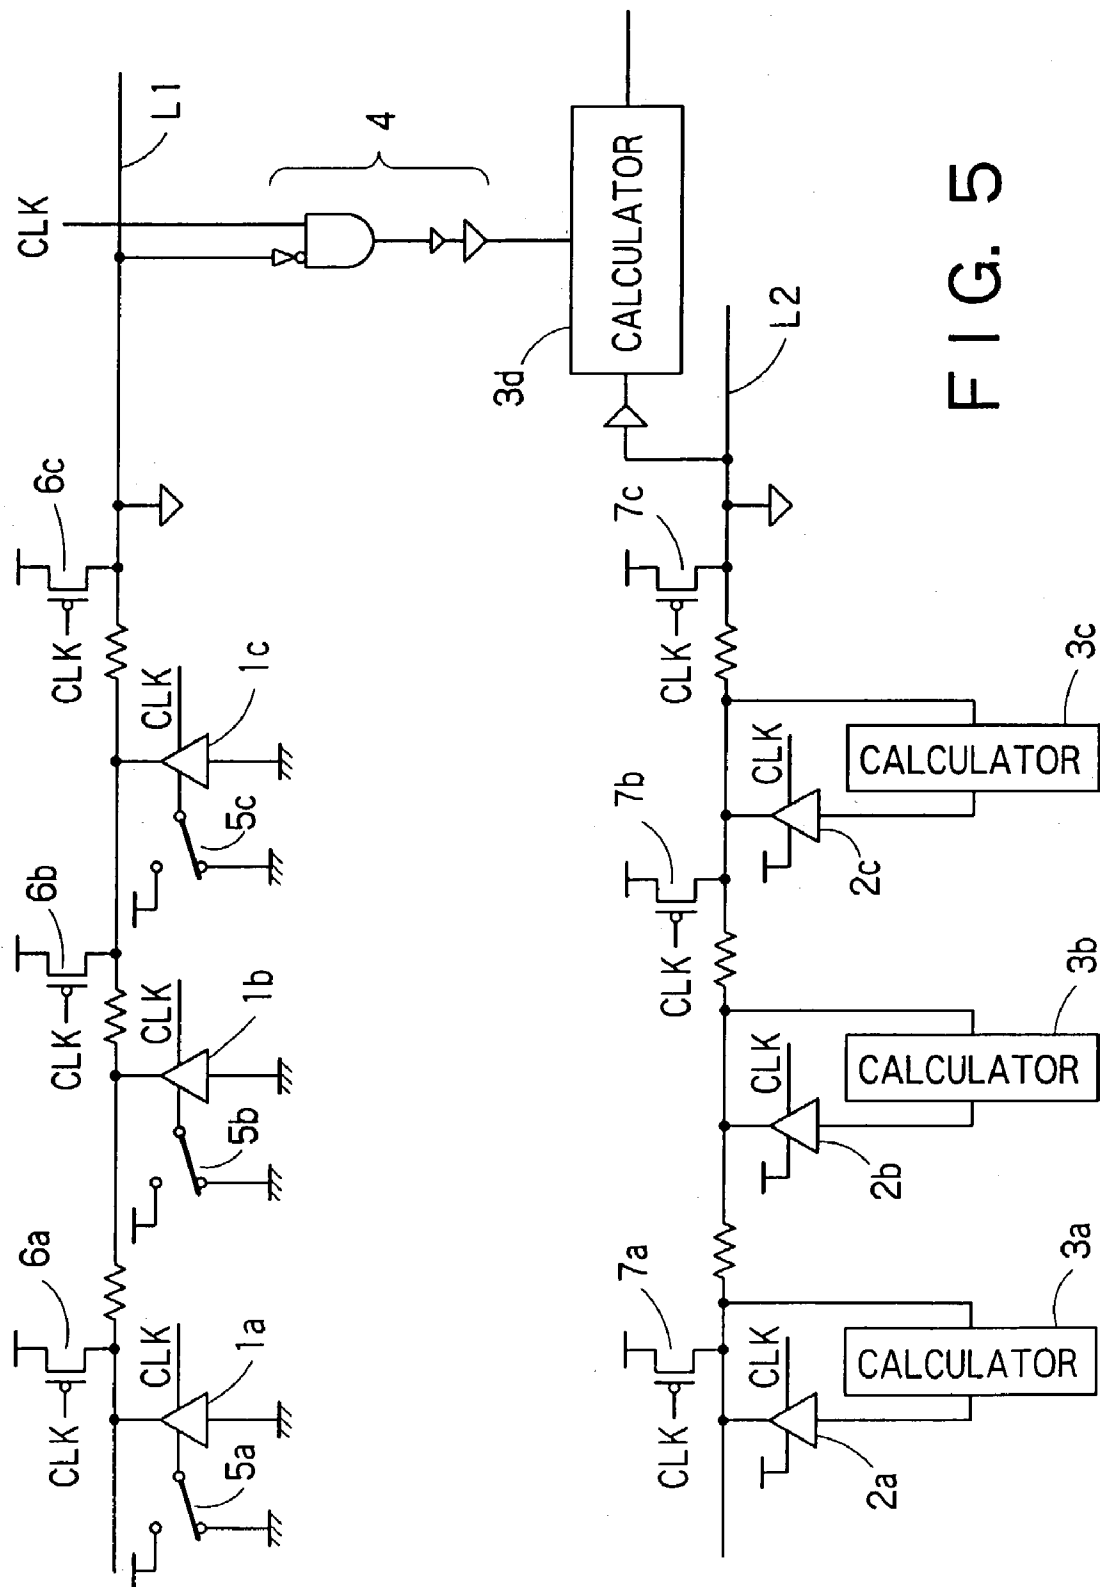 6a 6b 6c CLK
CLK CLK CLK
CLK CLK CLK L1
5a 1a 5b 1b 5c 1c
4
3d
CALCULATOR
7a 7b 7c
CLK CLK CLK
CLK CLK CLK L2
2a 2b 2c
CALCULATOR CALCULATOR CALCULATOR
3a 3b 3c
FIG. 5